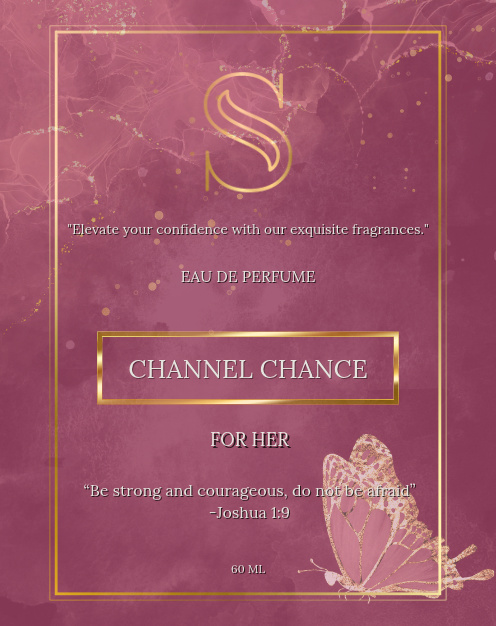 S
"Elevate your confidence with our exquisite fragrances."
EAU DE PERFUME
CHANNEL CHANCE
FOR HER
“Be strong and courageous, do not be afraid”
-Joshua 1:9
60 ML